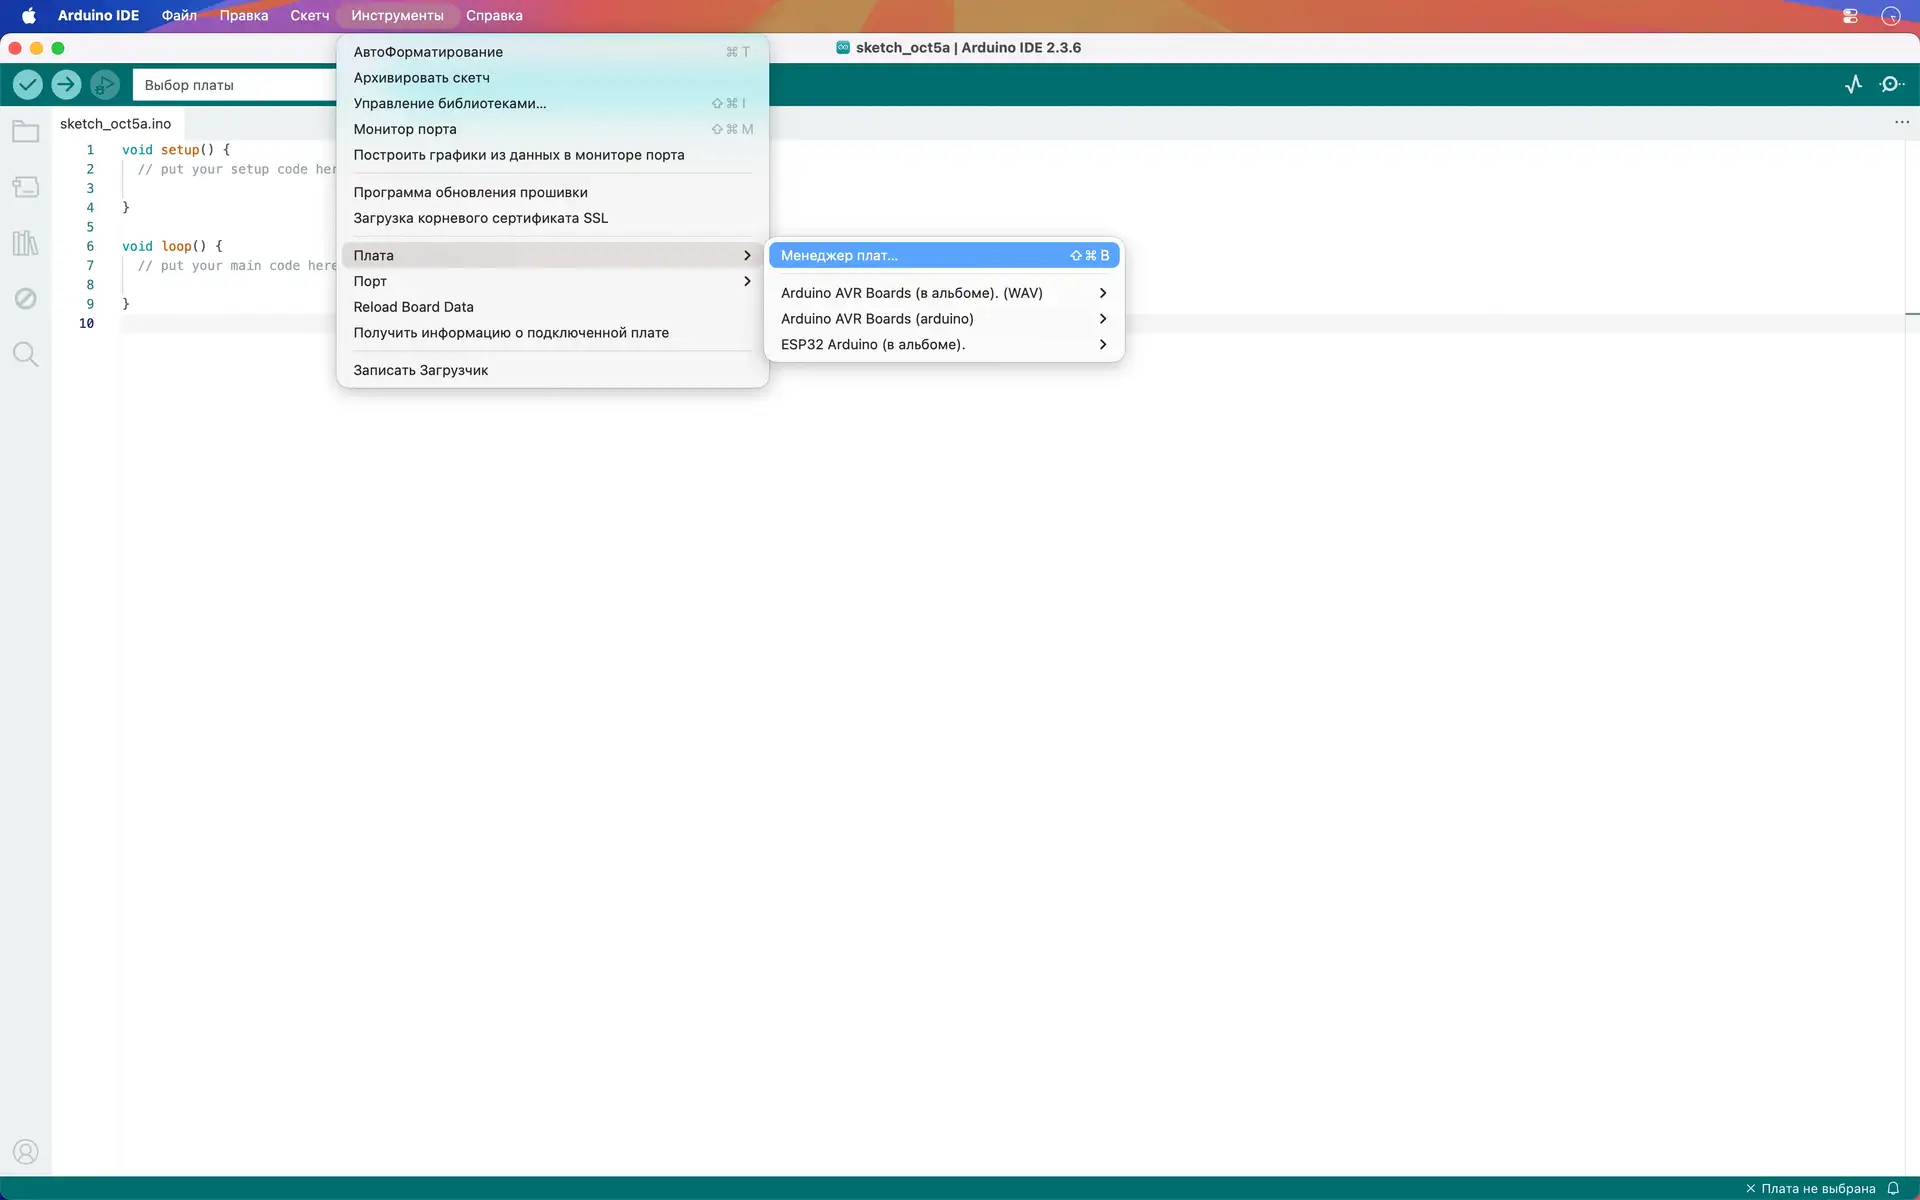 Arduino IDE Файл Правка Скетч Инструменты Справка
sketch_oct5a | Arduino IDE 2.3.6
Выбор платы
sketch_oct5a.ino
1 void setup() {
2 // put your setup code her
3
4 }
5
6 void loop() {
7 // put your main code here
8
9 }
10
АвтоФорматирование ⌘ T
Архивировать скетч
Управление библиотеками... ⇧ ⌘ I
Монитор порта ⇧ ⌘ M
Построить графики из данных в мониторе порта
Программа обновления прошивки
Загрузка корневого сертификата SSL
Плата
Порт
Reload Board Data
Получить информацию о подключенной плате
Записать Загрузчик
Менеджер плат... ⇧ ⌘ B
Arduino AVR Boards (в альбоме). (WAV)
Arduino AVR Boards (arduino)
ESP32 Arduino (в альбоме).
Плата не выбрана